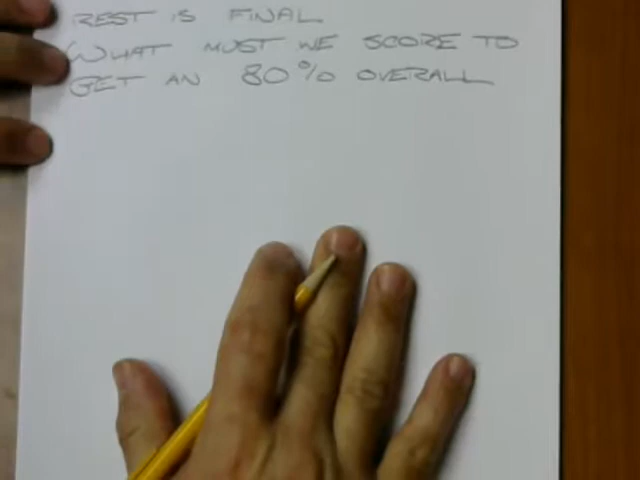 REST IS FINAL
WHAT MUST WE SCORE TO
GET AN 80% OVERALL